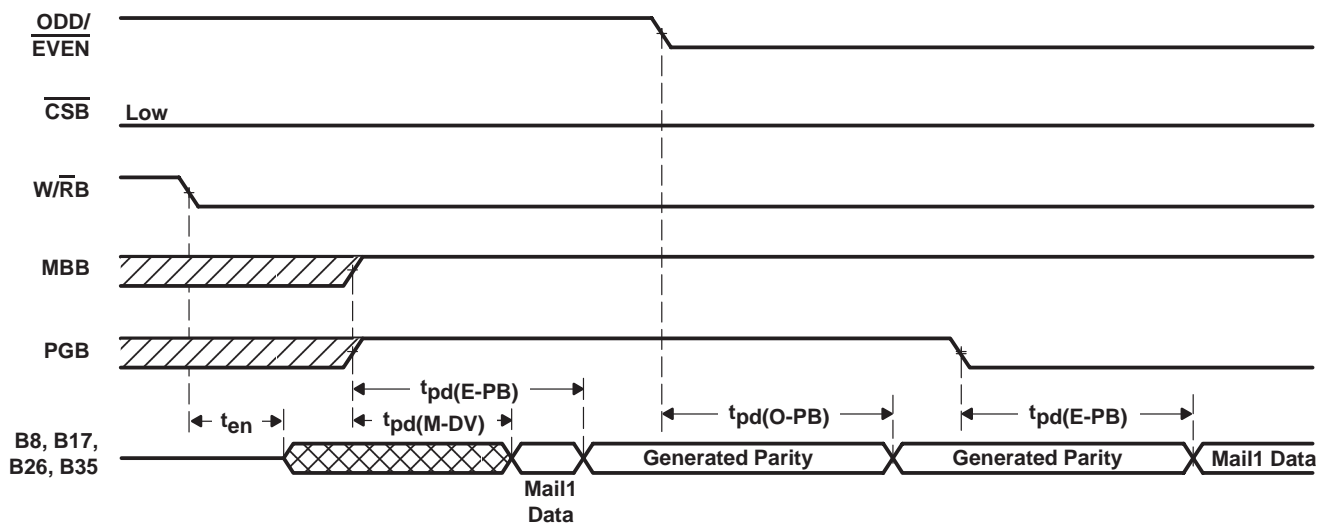 ODD/
EVEN
CSB
Low
W/RB
MBB
PGB
tpd(E-PB)
ten
tpd(M-DV)
tpd(O-PB)
tpd(E-PB)
B8, B17,
B26, B35
Generated Parity
Generated Parity
Mail1 Data
Mail1
Data